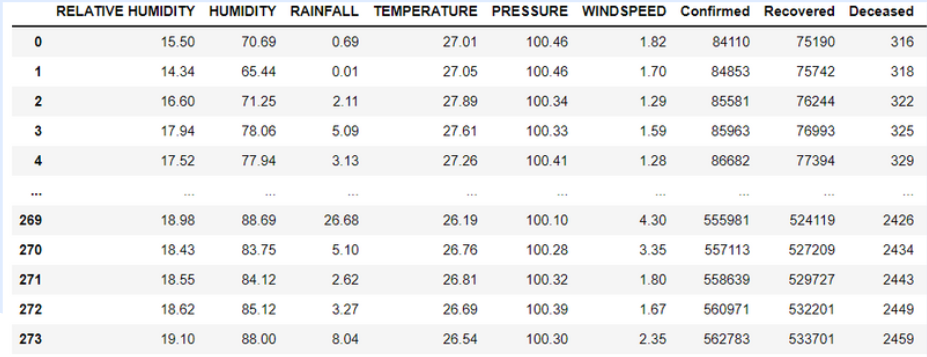 RELATIVE HUMIDITY HUMIDITY RAINFALL TEMPERATURE PRESSURE WINDSPEED Confirmed Recovered Deceased
0 15.50 70.69 0.69 27.01 100.46 1.82 84110 75190 316
1 14.34 65.44 0.01 27.05 100.46 1.70 84853 75742 318
2 16.60 71.25 2.11 27.89 100.34 1.29 85581 76244 322
3 17.94 78.06 5.09 27.61 100.33 1.59 85963 76993 325
4 17.52 77.94 3.13 27.26 100.41 1.28 86682 77394 329
... ... ... ... ... ... ... ... ... ...
269 18.98 88.69 26.68 26.19 100.10 4.30 555981 524119 2426
270 18.43 83.75 5.10 26.76 100.28 3.35 557113 527209 2434
271 18.55 84.12 2.62 26.81 100.32 1.80 558639 529727 2443
272 18.62 85.12 3.27 26.69 100.39 1.67 560971 532201 2449
273 19.10 88.00 8.04 26.54 100.30 2.35 562783 533701 2459